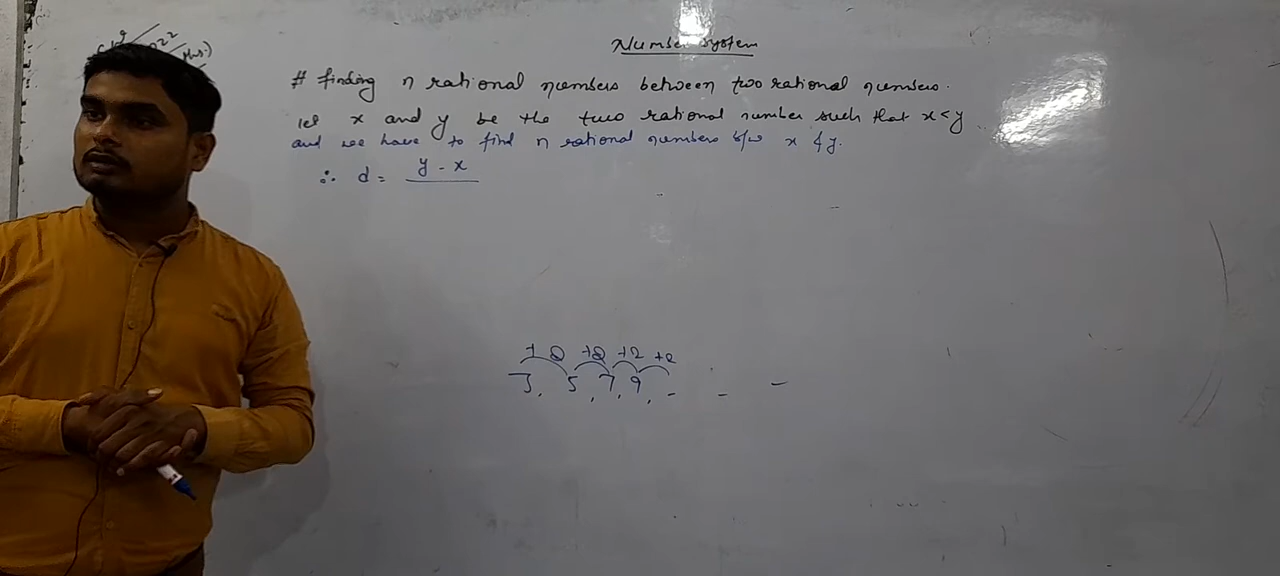 Number System
# finding n rational numbers between two rational numbers.
let x and y be the two rational number such that x < y
and we have to find n rational numbers b/w x & y.
∴ d = y - x
+2 +2 +2 +2
3, 5, 7, 9, - - -